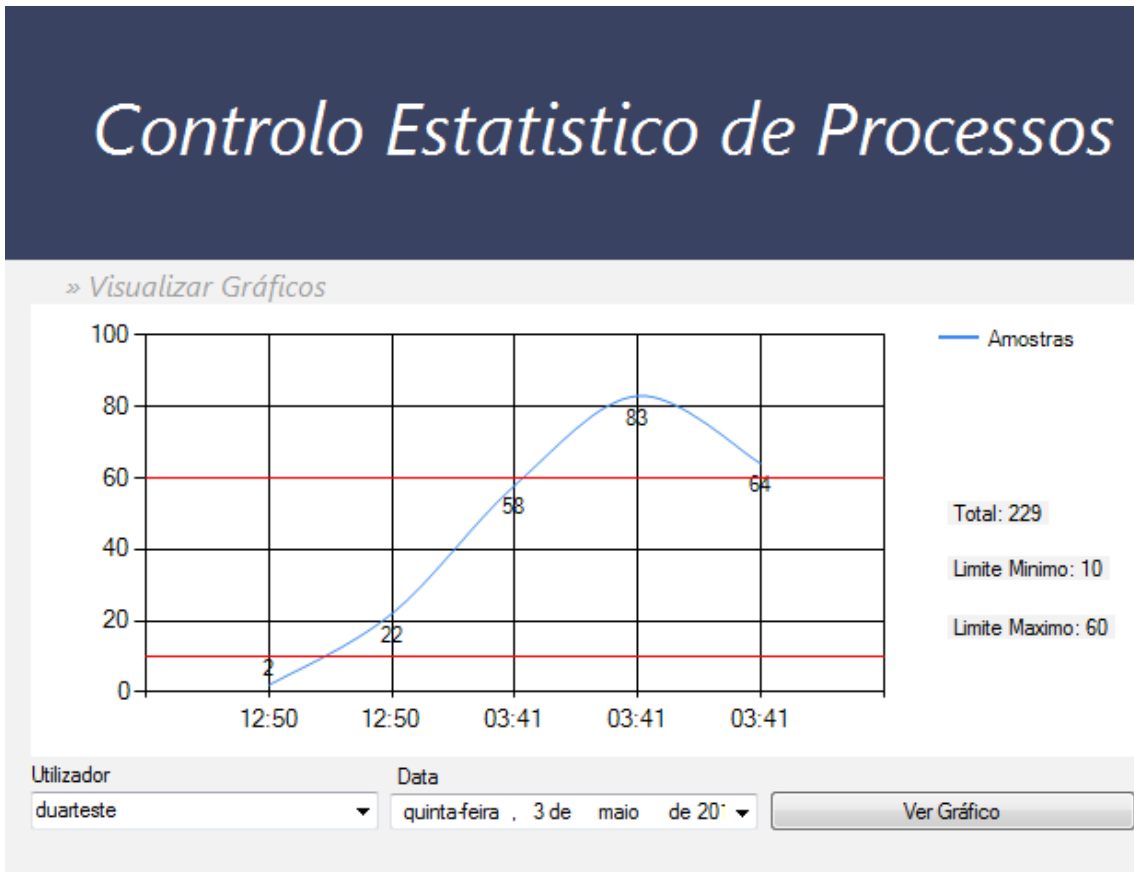 Controlo Estatistico de Processos
» Visualizar Gráficos
100
80
60
40
20
0
2
22
58
83
64
12:50
12:50
03:41
03:41
03:41
Amostras
Total: 229
Limite Minimo: 10
Limite Maximo: 60
Utilizador
Data
duarteste
quinta-feira , 3 de maio de 20
Ver Gráfico